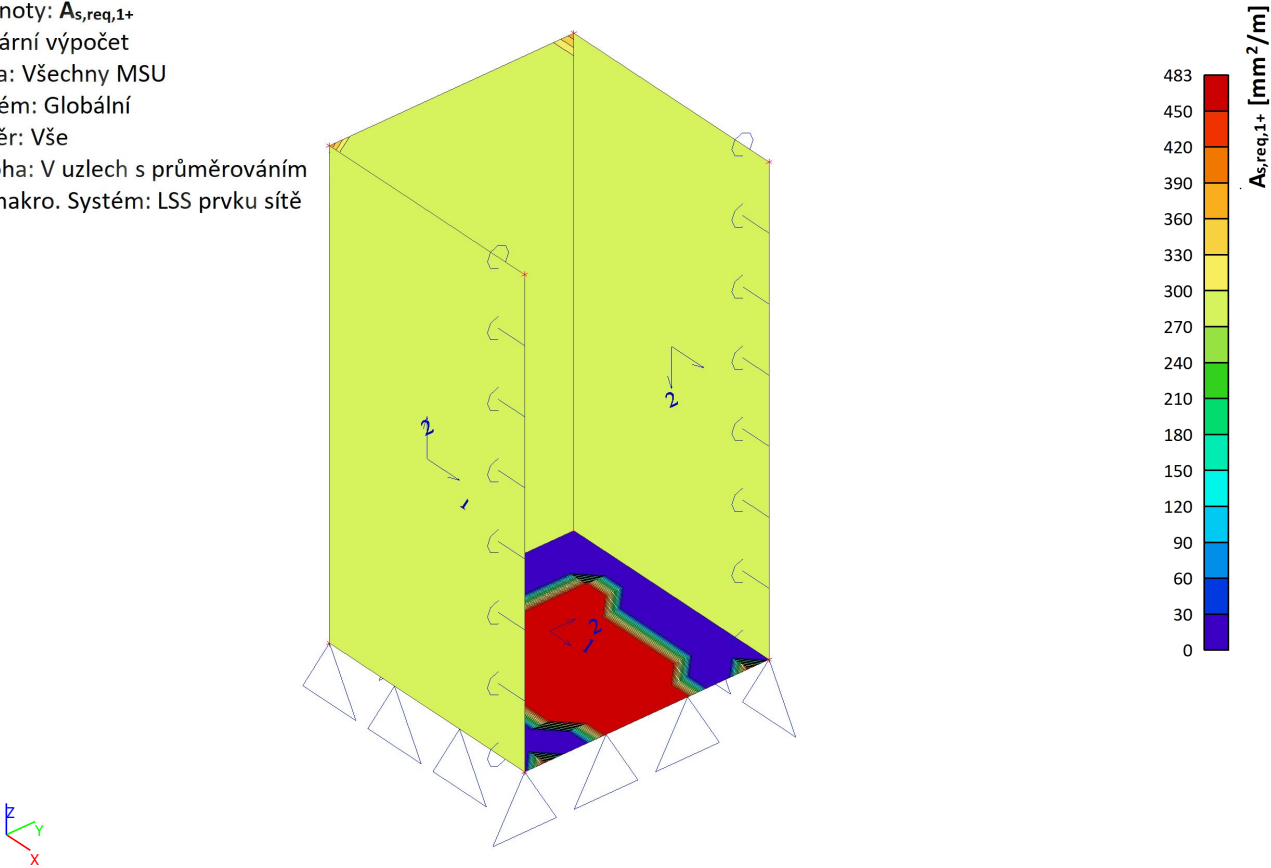 noty: As,req,1+
ární výpočet
a: Všechny MSU
ém: Globální
ěr: Vše
ha: V uzlech s průměrováním
makro. Systém: LSS prvku sítě
As,req,1+ [mm²/m]
483
450
420
390
360
330
300
270
240
210
180
150
120
90
60
30
0
2
2
1
2
1
Z
Y
X